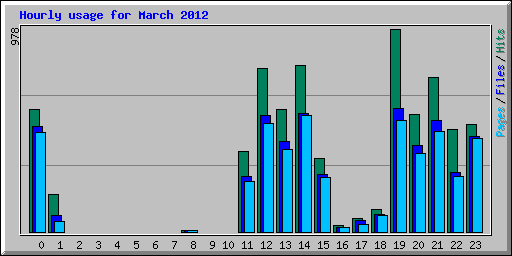 Hourly usage for March 2012
978
Pages / Files / Hits
0 1 2 3 4 5 6 7 8 9 10 11 12 13 14 15 16 17 18 19 20 21 22 23